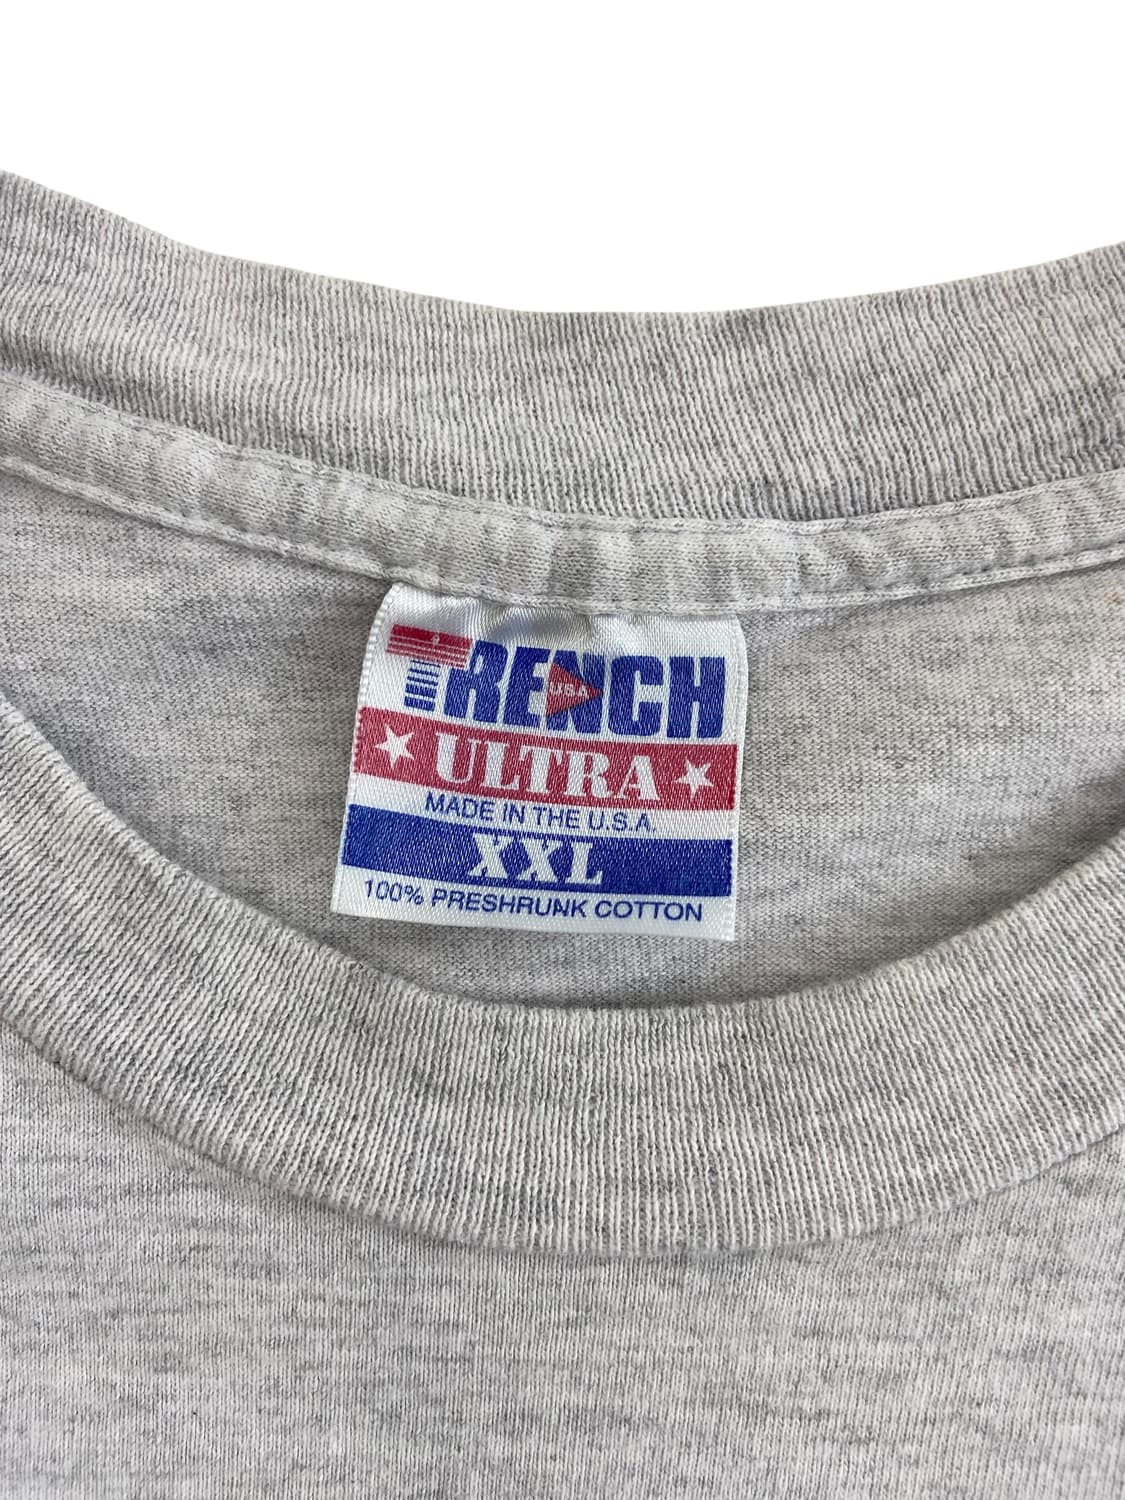 TRENCH
USA
ULTRA
MADE IN THE U.S.A.
XXL
100% PRESHRUNK COTTON